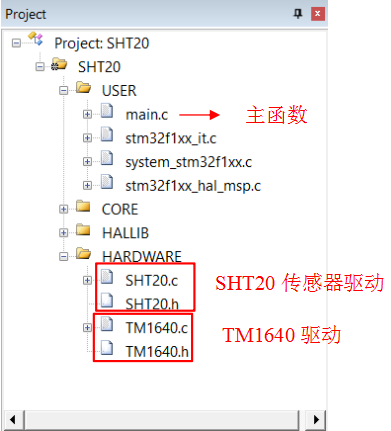 Project
Project: SHT20
SHT20
USER
main.c 主函数
stm32f1xx_it.c
system_stm32f1xx.c
stm32f1xx_hal_msp.c
CORE
HALLIB
HARDWARE
SHT20.c
SHT20.h
SHT20 传感器驱动
TM1640.c
TM1640.h
TM1640 驱动